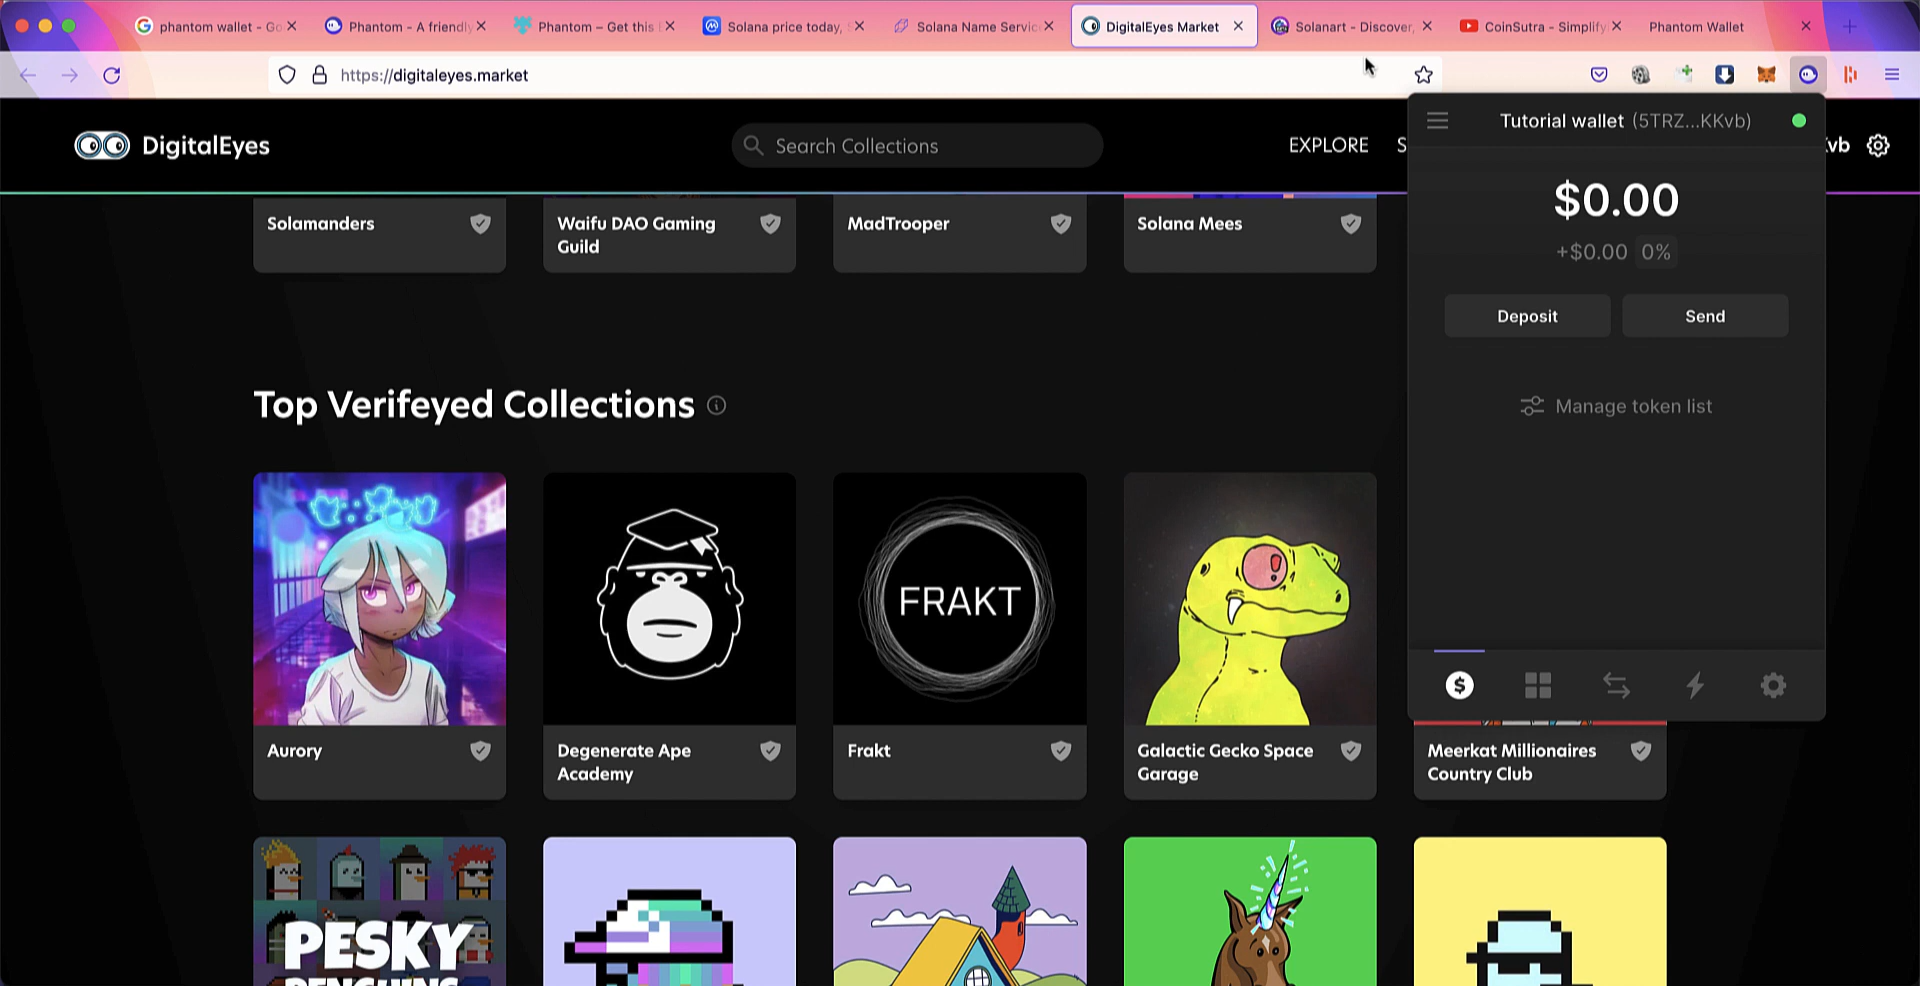 phantom wallet - Go
Phantom - A friendly
Phantom – Get this
Solana price today,
Solana Name Servic
DigitalEyes Market
Solanart - Discover,
CoinSutra - Simplify
Phantom Wallet
https://digitaleyes.market
DigitalEyes
Search Collections
EXPLORE
S
vb
Tutorial wallet (5TRZ...KKvb)
$0.00
+$0.00 0%
Deposit
Send
Manage token list
Solamanders
Waifu DAO Gaming
Guild
MadTrooper
Solana Mees
Top Verifeyed Collections
FRAKT
Aurory
Degenerate Ape
Academy
Frakt
Galactic Gecko Space
Garage
Meerkat Millionaires
Country Club
PESKY
PENGUINS